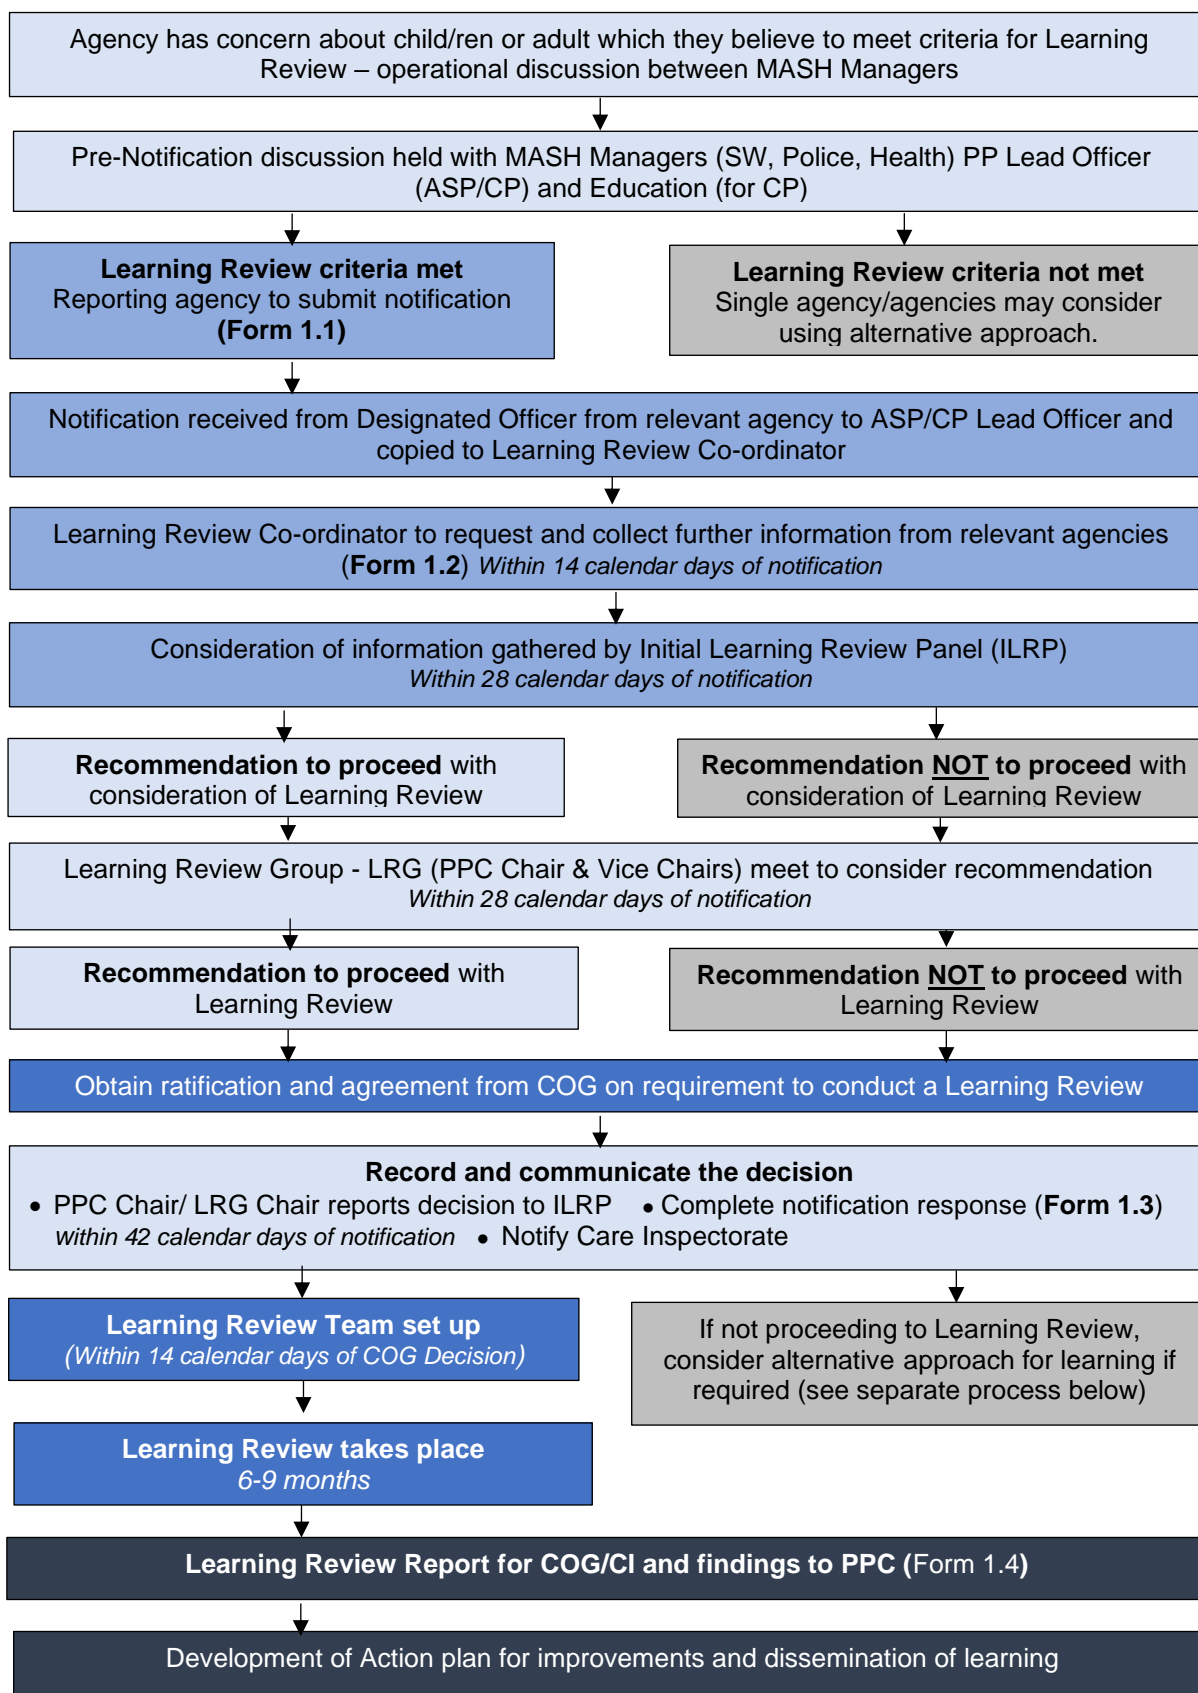 Agency has concern about child/ren or adult which they believe to meet criteria for Learning
Review – operational discussion between MASH Managers
Pre-Notification discussion held with MASH Managers (SW, Police, Health) PP Lead Officer
(ASP/CP) and Education (for CP)
Learning Review criteria met
Reporting agency to submit notification
(Form 1.1)
Learning Review criteria not met
Single agency/agencies may consider
using alternative approach.
Notification received from Designated Officer from relevant agency to ASP/CP Lead Officer and
copied to Learning Review Co-ordinator
Learning Review Co-ordinator to request and collect further information from relevant agencies
(Form 1.2) Within 14 calendar days of notification
Consideration of information gathered by Initial Learning Review Panel (ILRP)
Within 28 calendar days of notification
Recommendation to proceed with
consideration of Learning Review
Recommendation NOT to proceed with
consideration of Learning Review
Learning Review Group - LRG (PPC Chair & Vice Chairs) meet to consider recommendation
Within 28 calendar days of notification
Recommendation to proceed with
Learning Review
Recommendation NOT to proceed with
Learning Review
Obtain ratification and agreement from COG on requirement to conduct a Learning Review
Record and communicate the decision
• PPC Chair/ LRG Chair reports decision to ILRP • Complete notification response (Form 1.3)
within 42 calendar days of notification • Notify Care Inspectorate
Learning Review Team set up
(Within 14 calendar days of COG Decision)
If not proceeding to Learning Review,
consider alternative approach for learning if
required (see separate process below)
Learning Review takes place
6-9 months
Learning Review Report for COG/CI and findings to PPC (Form 1.4)
Development of Action plan for improvements and dissemination of learning